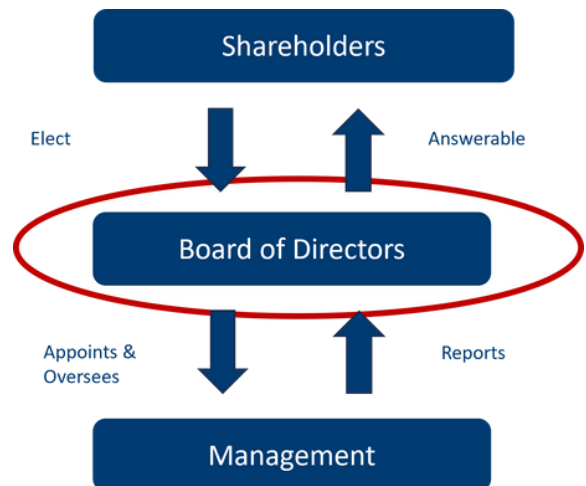 Shareholders
Elect
Answerable
Board of Directors
Appoints &
Oversees
Reports
Management